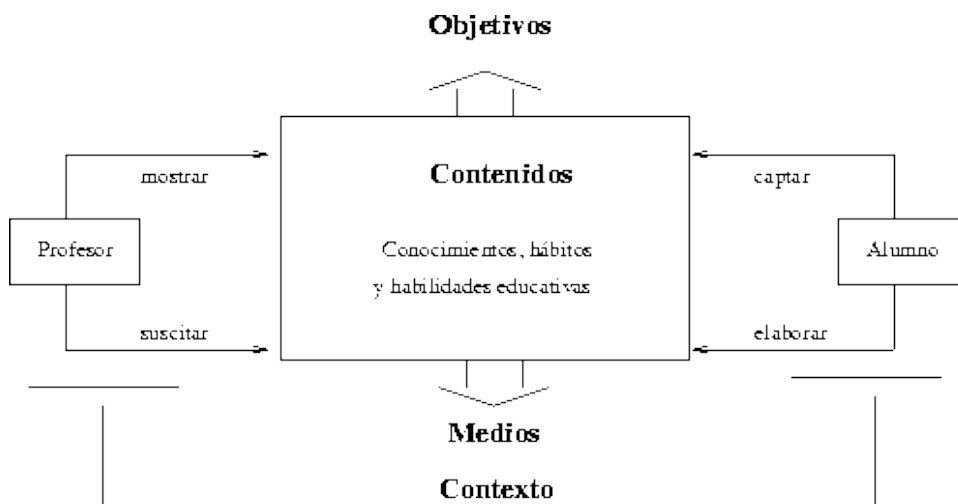 Objetivos
mostrar
Contenidos
captar
Profesor
Conocimientos, hábitos
y habilidades educativas
Alumno
suscitar
elaborar
Medios
Contexto